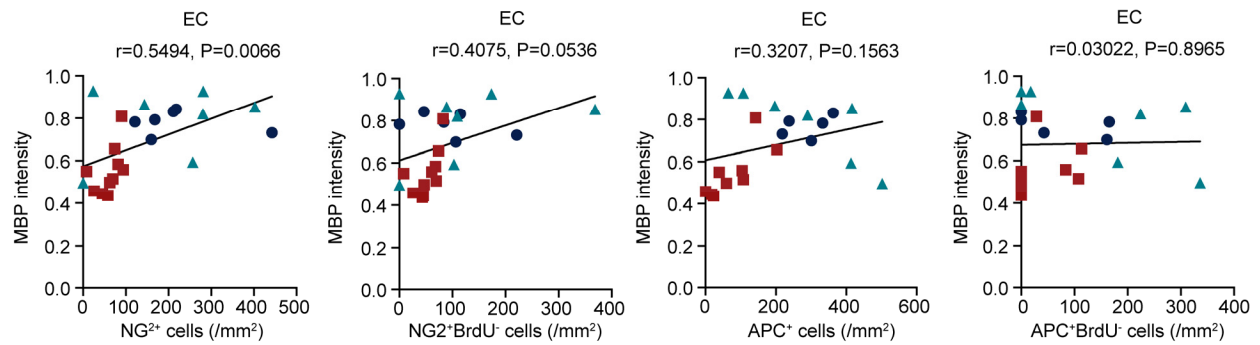 EC
r=0.5494, P=0.0066
MBP intensity
1.0
0.8
0.6
0.4
0.2
0.0
0 100 200 300 400 500
NG²⁺ cells (/mm²)
EC
r=0.4075, P=0.0536
MBP intensity
1.0
0.8
0.6
0.4
0.2
0.0
0 100 200 300 400
NG2⁺BrdU⁻ cells (/mm²)
EC
r=0.3207, P=0.1563
MBP intensity
1.0
0.8
0.6
0.4
0.2
0.0
0 200 400 600
APC⁺ cells (/mm²)
EC
r=0.03022, P=0.8965
MBP intensity
1.0
0.8
0.6
0.4
0.2
0.0
0 100 200 300 400
APC⁺BrdU⁻ cells (/mm²)